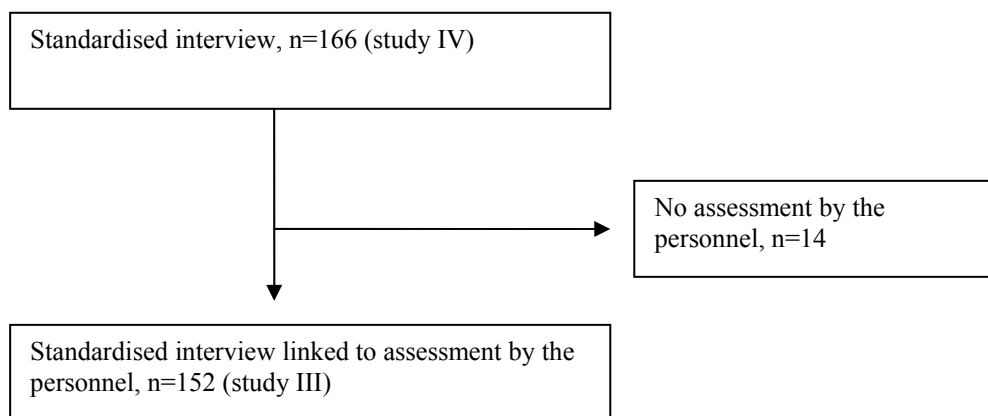 Standardised interview, n=166 (study IV)
No assessment by the
personnel, n=14
Standardised interview linked to assessment by the
personnel, n=152 (study III)